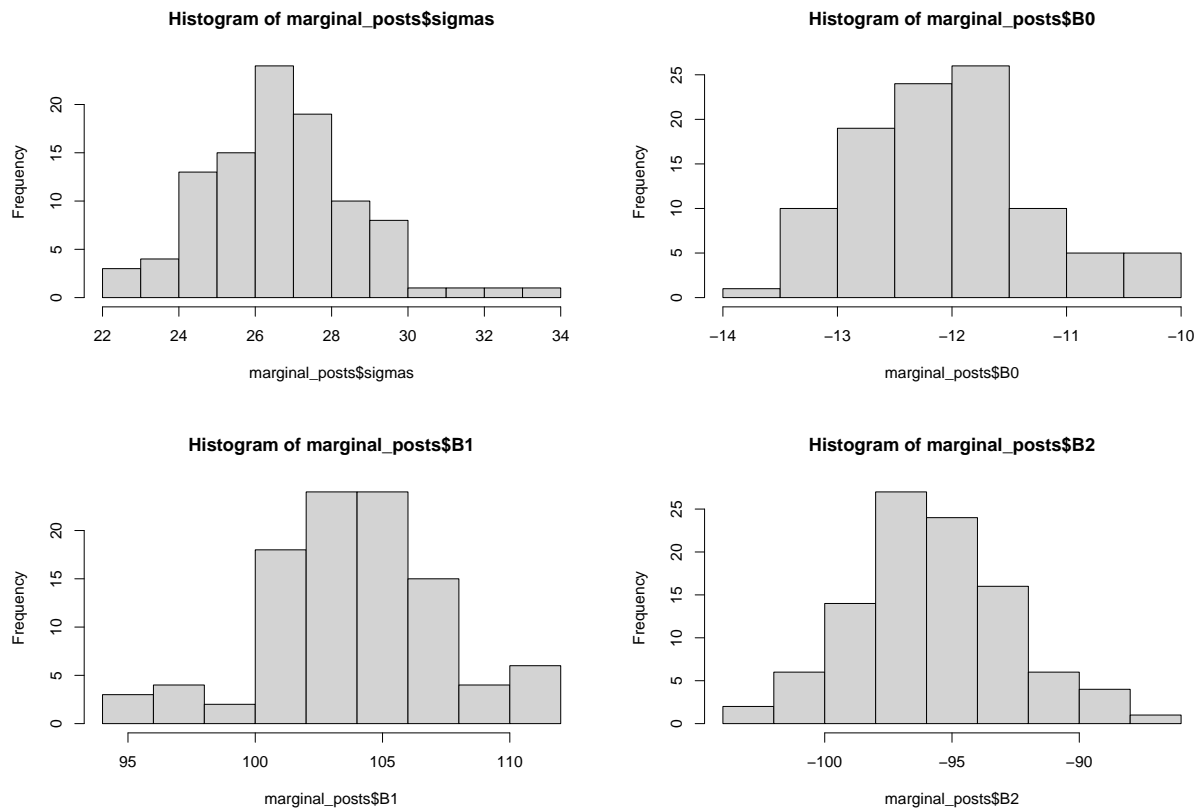 Histogram of marginal_posts$sigmas
Frequency
0
5
10
15
20
22 24 26 28 30 32 34
marginal_posts$sigmas
Histogram of marginal_posts$B0
Frequency
0
5
10
15
20
25
−14 −13 −12 −11 −10
marginal_posts$B0
Histogram of marginal_posts$B1
Frequency
0
5
10
15
20
95 100 105 110
marginal_posts$B1
Histogram of marginal_posts$B2
Frequency
0
5
10
15
20
25
−100 −95 −90
marginal_posts$B2